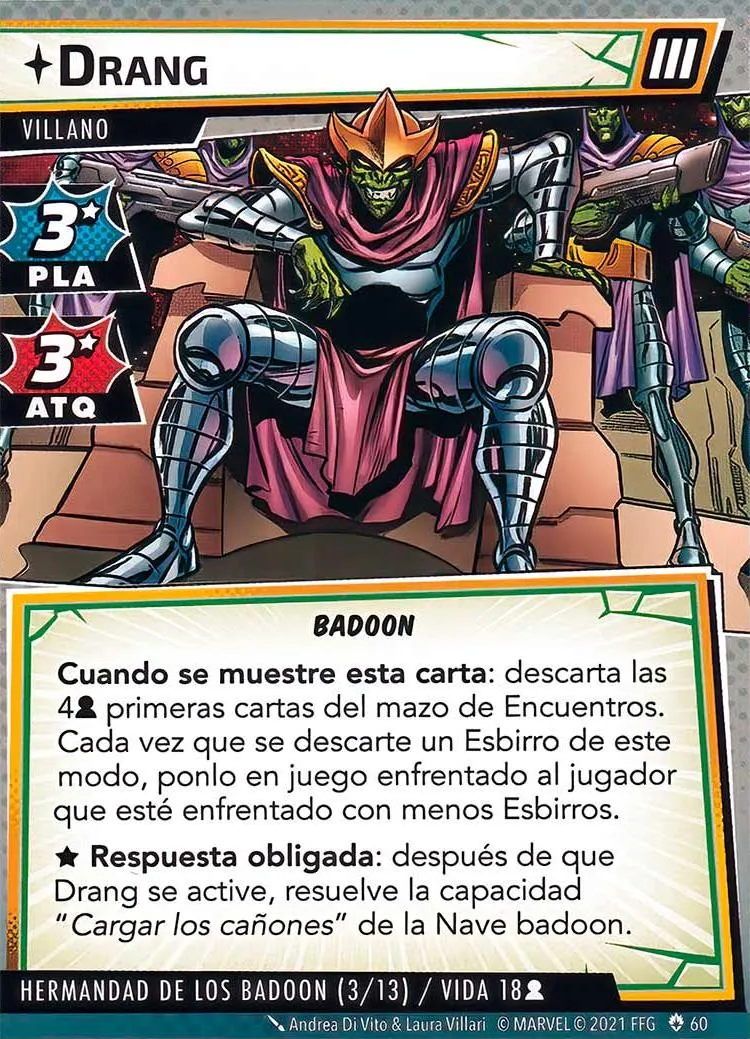 DRANG
III
VILLANO
3★
PLA
3★
ATQ
BADOON
Cuando se muestre esta carta: descarta las
4 primeras cartas del mazo de Encuentros.
Cada vez que se descarte un Esbirro de este
modo, ponlo en juego enfrentado al jugador
que esté enfrentado con menos Esbirros.
★ Respuesta obligada: después de que
Drang se active, resuelve la capacidad
"Cargar los cañones" de la Nave badoon.
HERMANDAD DE LOS BADOON (3/13) / VIDA 18
Andrea Di Vito & Laura Villari © MARVEL © 2021 FFG 60